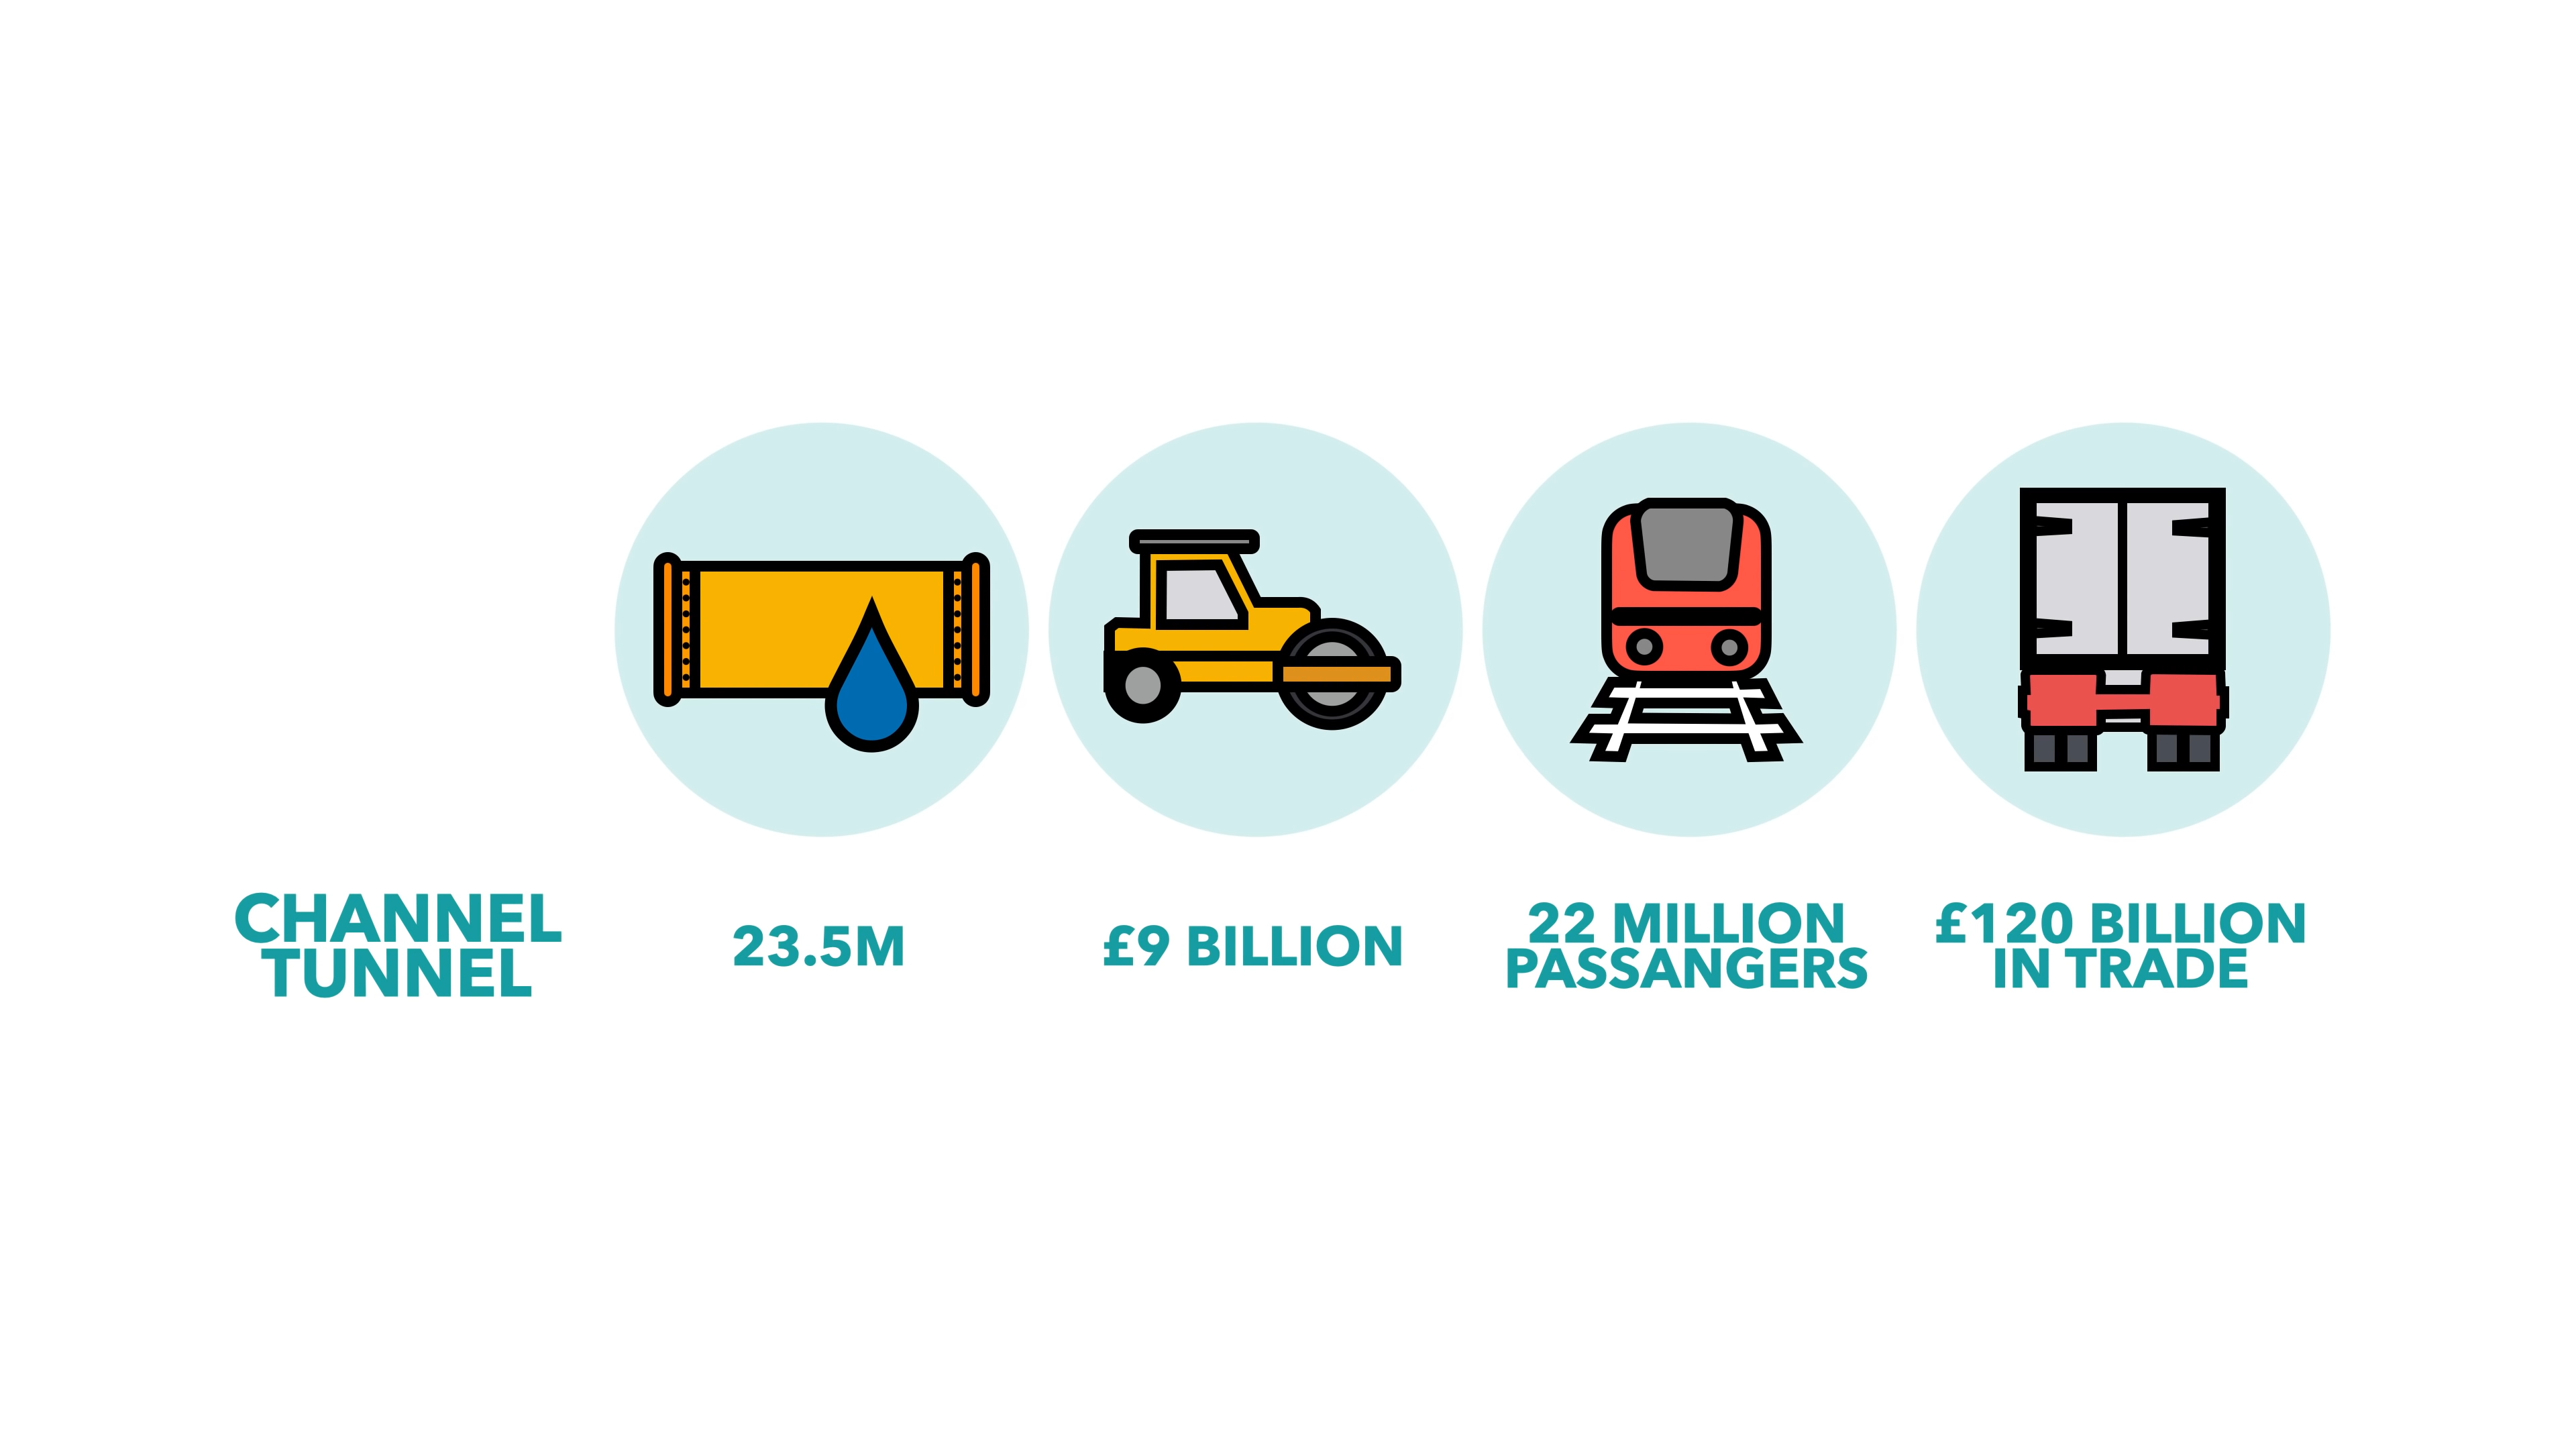 CHANNEL
TUNNEL
23.5M
£9 BILLION
22 MILLION
PASSANGERS
£120 BILLION
IN TRADE